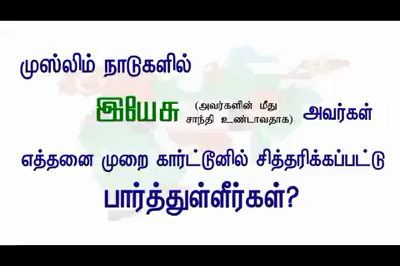 முஸ்லிம் நாடுகளில்
இயேசு (அவர்களின் மீது சாந்தி உண்டாவதாக) அவர்கள்
எத்தனை முறை கார்ட்டூனில் சித்தரிக்கப்பட்டு
பார்த்துள்ளீர்கள்?